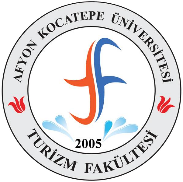 AFYON KOCATEPE ÜNİVERSİTESİ
2005
TURİZM FAKÜLTESİ